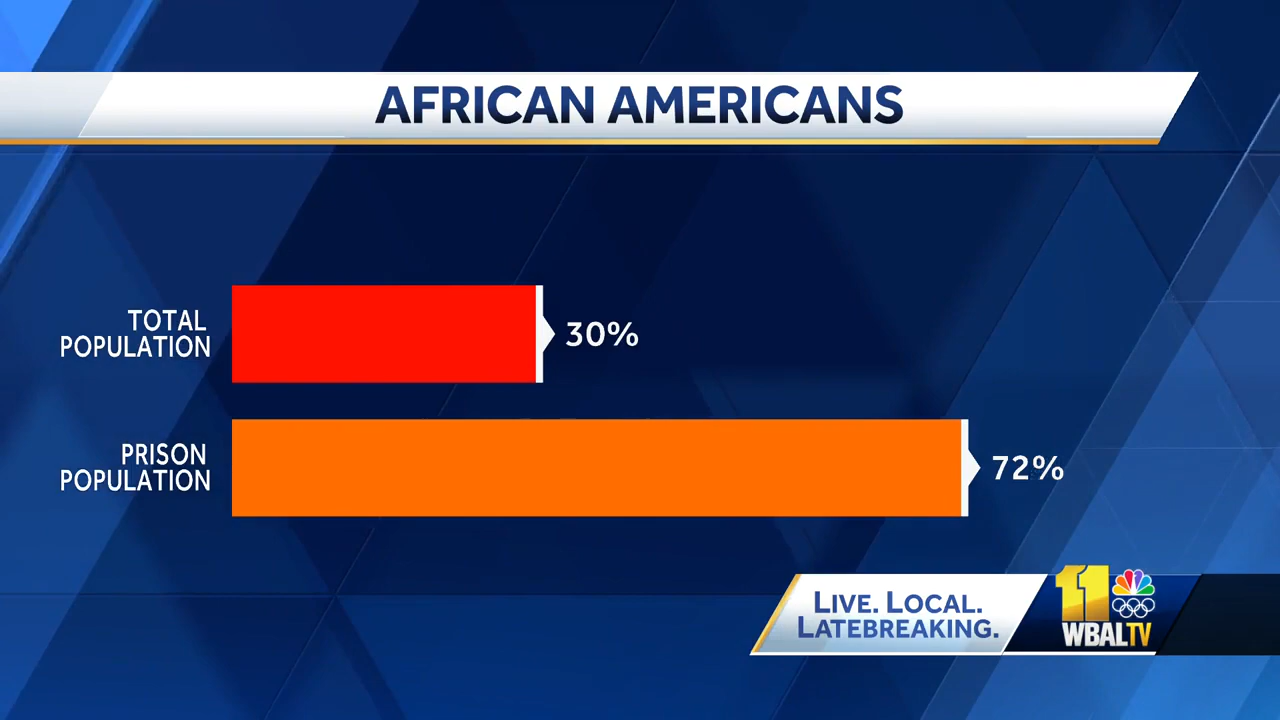 AFRICAN AMERICANS
TOTAL
POPULATION
30%
PRISON
POPULATION
72%
LIVE. LOCAL.
LATEBREAKING.
11
WBALTV